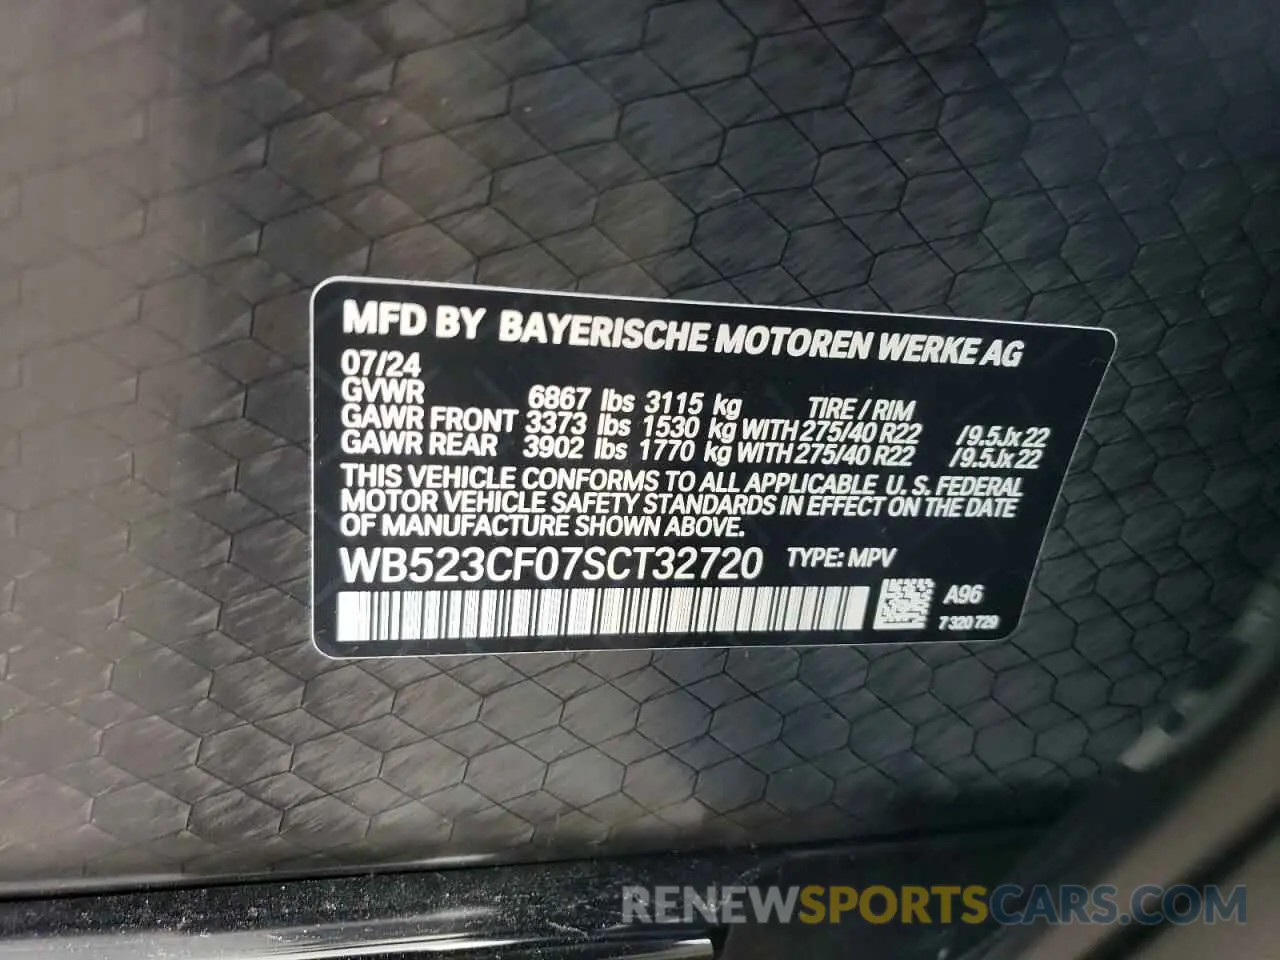 MFD BY BAYERISCHE MOTOREN WERKE AG
07/24
GVWR 6867 lbs 3115 kg TIRE / RIM
GAWR FRONT 3373 lbs 1530 kg WITH 275/40 R22 /9.5Jx22
GAWR REAR 3902 lbs 1770 kg WITH 275/40 R22 /9.5Jx22
THIS VEHICLE CONFORMS TO ALL APPLICABLE U. S. FEDERAL
MOTOR VEHICLE SAFETY STANDARDS IN EFFECT ON THE DATE
OF MANUFACTURE SHOWN ABOVE.
WB523CF07SCT32720 TYPE: MPV
A96
7 320 729
RENEWSPORTSCARS.COM